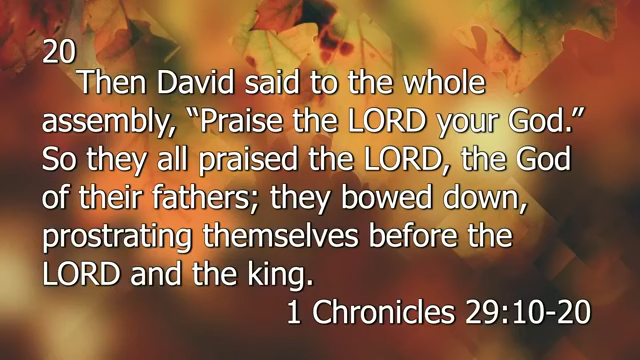 20
Then David said to the whole
assembly, “Praise the LORD your God.”
So they all praised the LORD, the God
of their fathers; they bowed down,
prostrating themselves before the
LORD and the king.
1 Chronicles 29:10-20